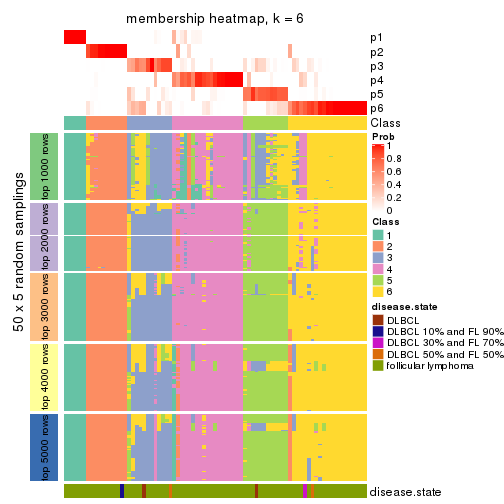 membership heatmap, k = 6
p1
p2
p3
p4
p5
p6
Class
50 x 5 random samplings
top 1000 rows
top 2000 rows
top 3000 rows
top 4000 rows
top 5000 rows
Prob
1
0.8
0.6
0.4
0.2
0
Class
1
2
3
4
5
6
disease.state
DLBCL
DLBCL 10% and FL 90%
DLBCL 30% and FL 70%
DLBCL 50% and FL 50%
follicular lymphoma
disease.state